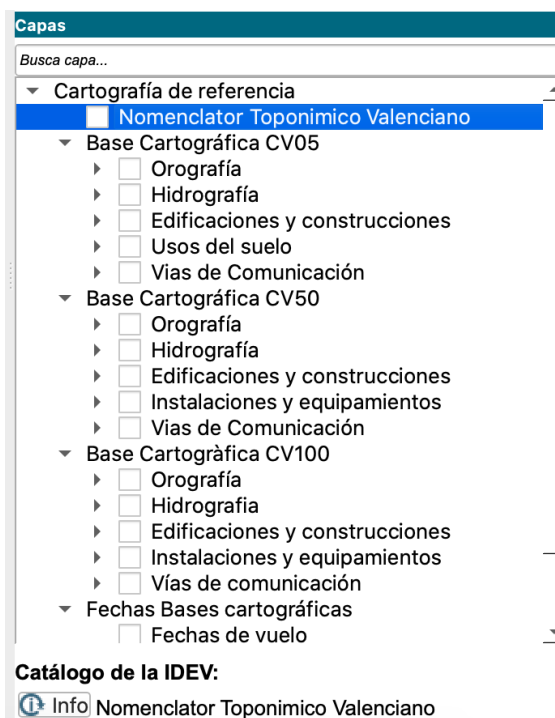 Capas
Busca capa...
Cartografía de referencia
Nomenclator Toponimico Valenciano
Base Cartográfica CV05
Orografía
Hidrografía
Edificaciones y construcciones
Usos del suelo
Vias de Comunicación
Base Cartográfica CV50
Orografía
Hidrografía
Edificaciones y construcciones
Instalaciones y equipamientos
Vias de Comunicación
Base Cartogràfica CV100
Orografía
Hidrografia
Edificaciones y construcciones
Instalaciones y equipamientos
Vías de comunicación
Fechas Bases cartográficas
Fechas de vuelo
Catálogo de la IDEV:
Info Nomenclator Toponimico Valenciano